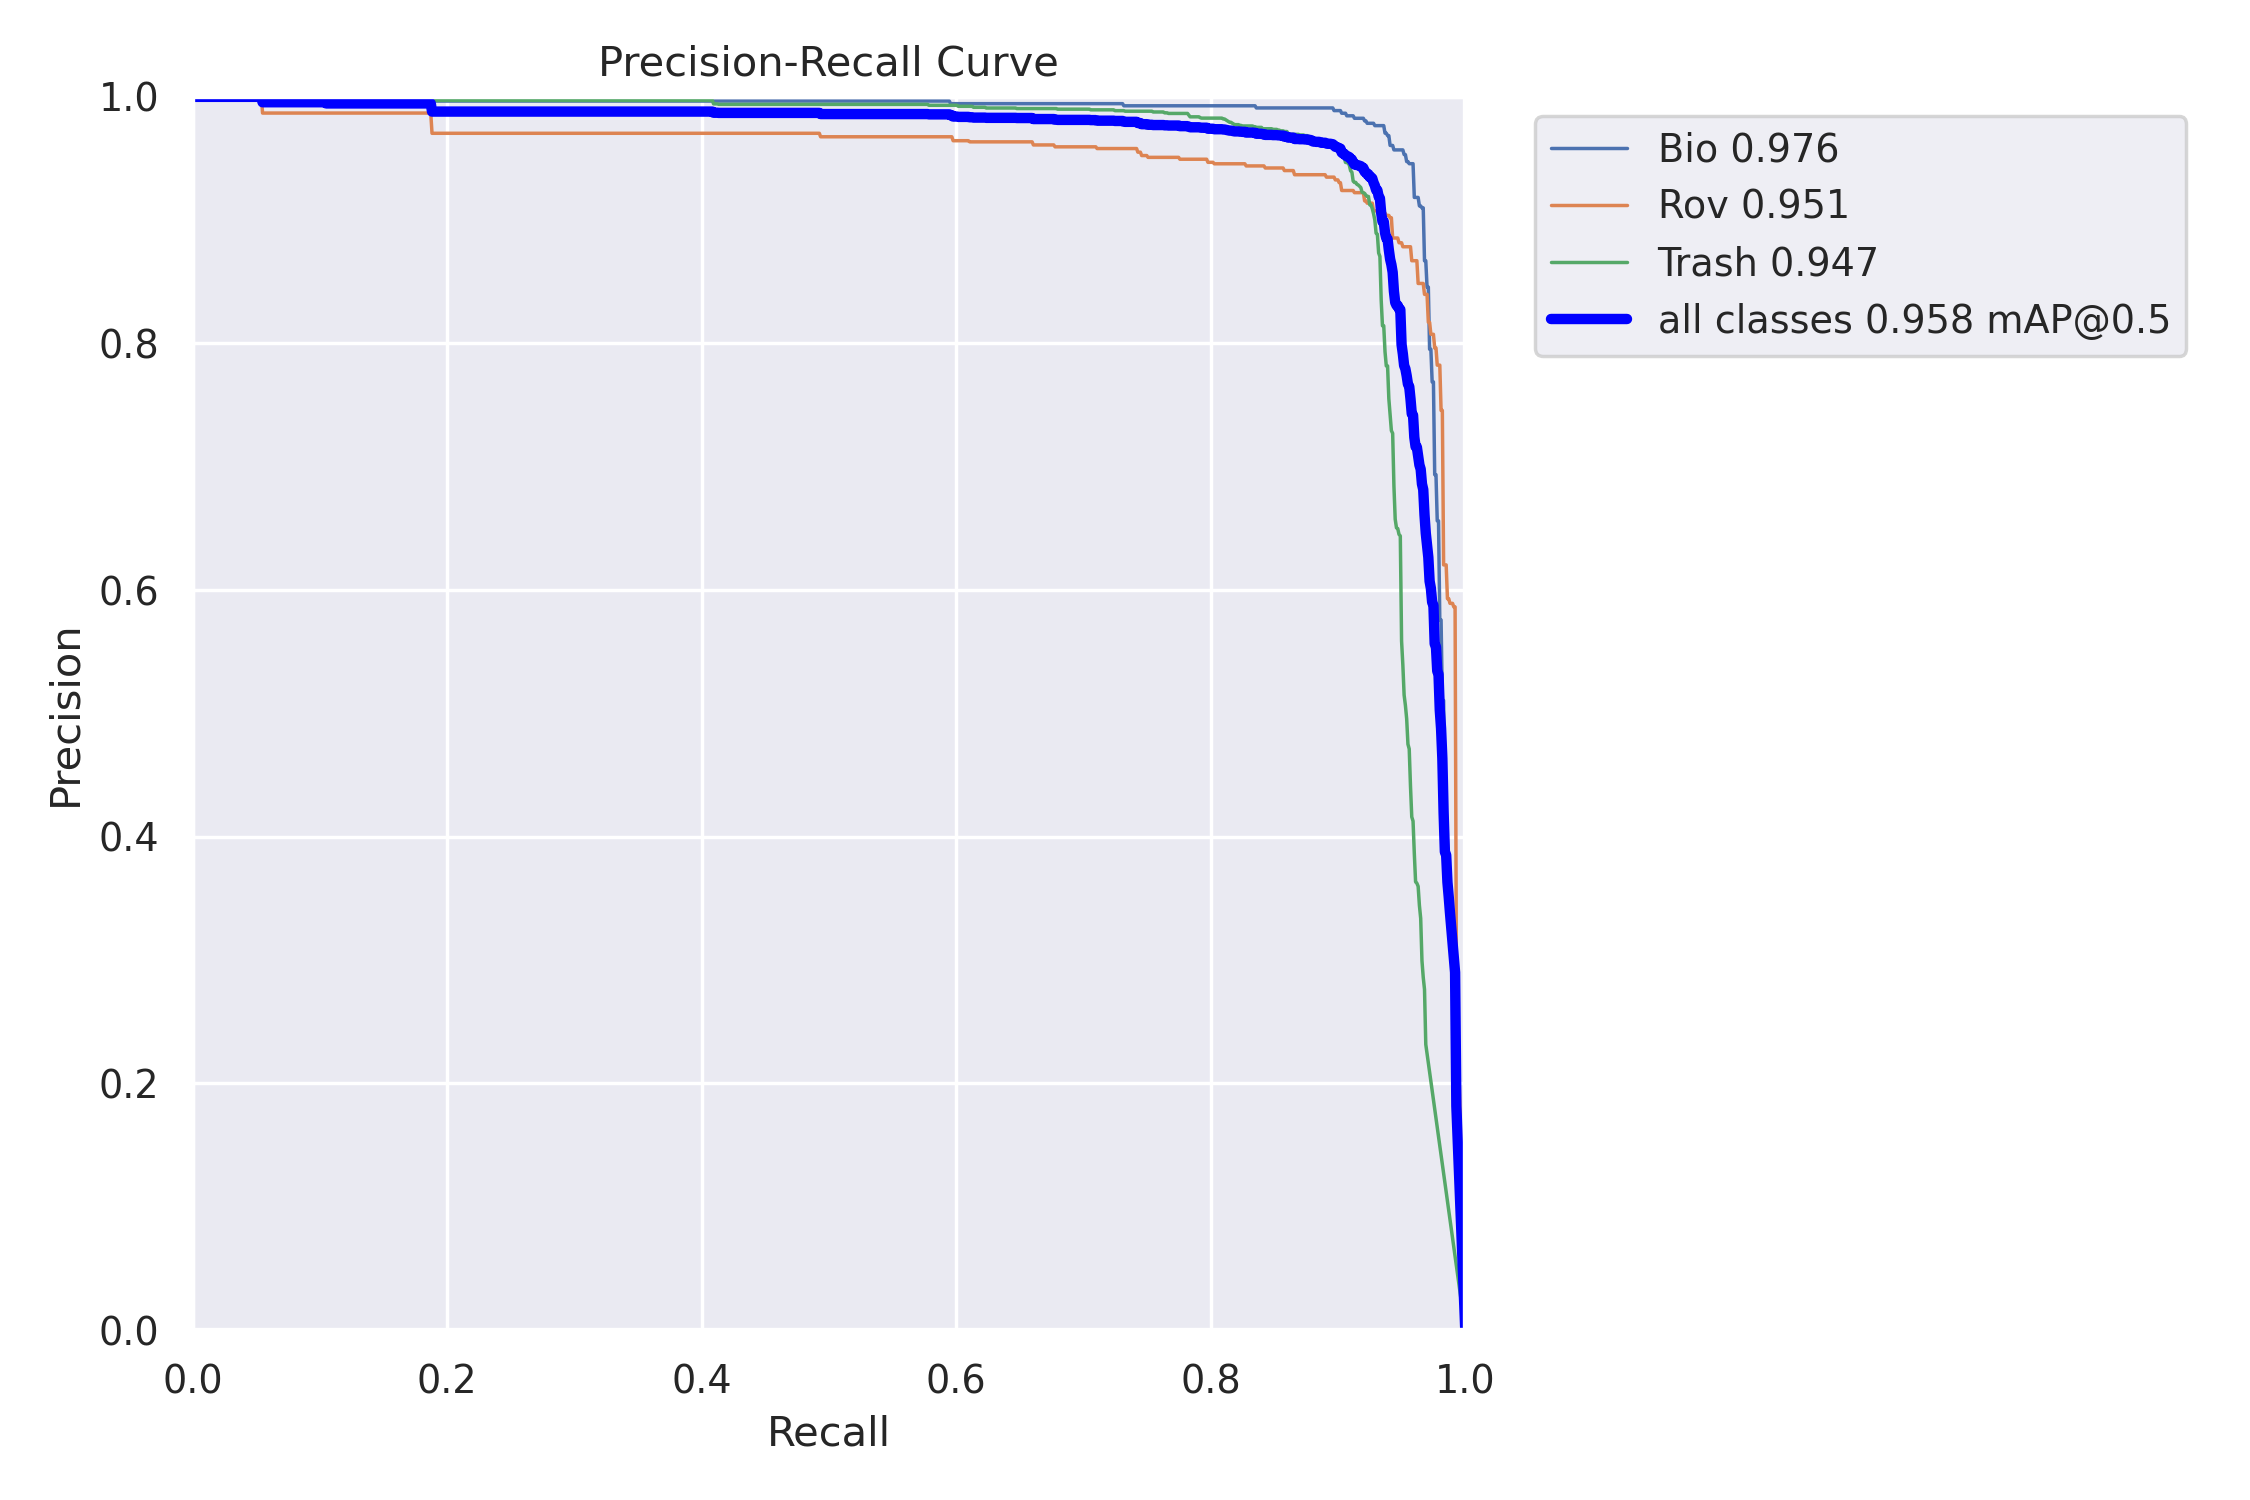 Precision-Recall Curve
1.0
0.8
0.6
0.4
0.2
0.0
Precision
0.0 0.2 0.4 0.6 0.8 1.0
Recall
Bio 0.976
Rov 0.951
Trash 0.947
all classes 0.958 mAP@0.5